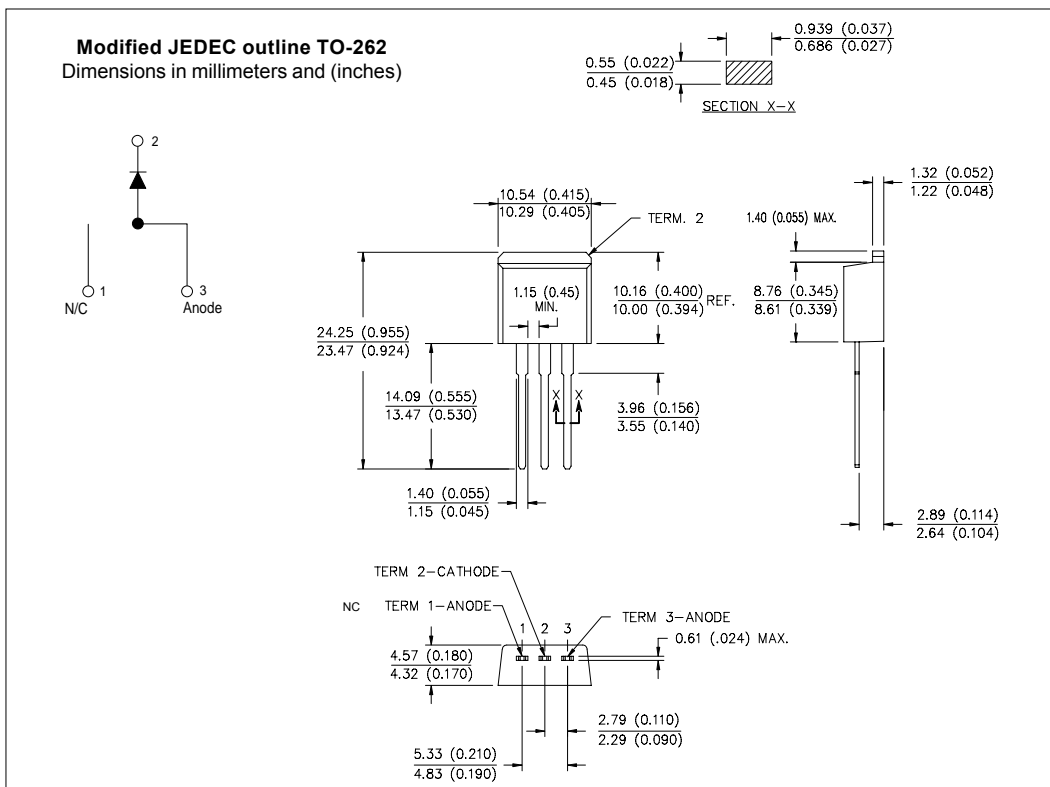 Modified JEDEC outline TO-262
Dimensions in millimeters and (inches)
0.939 (0.037)
0.686 (0.027)
0.55 (0.022)
0.45 (0.018)
SECTION X-X
2
1
N/C
3
Anode
10.54 (0.415)
10.29 (0.405)
TERM. 2
1.32 (0.052)
1.22 (0.048)
1.40 (0.055) MAX.
1.15 (0.45)
MIN.
10.16 (0.400)
10.00 (0.394)
REF.
8.76 (0.345)
8.61 (0.339)
24.25 (0.955)
23.47 (0.924)
14.09 (0.555)
13.47 (0.530)
X X
3.96 (0.156)
3.55 (0.140)
1.40 (0.055)
1.15 (0.045)
2.89 (0.114)
2.64 (0.104)
TERM 2-CATHODE
NC TERM 1-ANODE
TERM 3-ANODE
1 2 3
0.61 (.024) MAX.
4.57 (0.180)
4.32 (0.170)
2.79 (0.110)
2.29 (0.090)
5.33 (0.210)
4.83 (0.190)